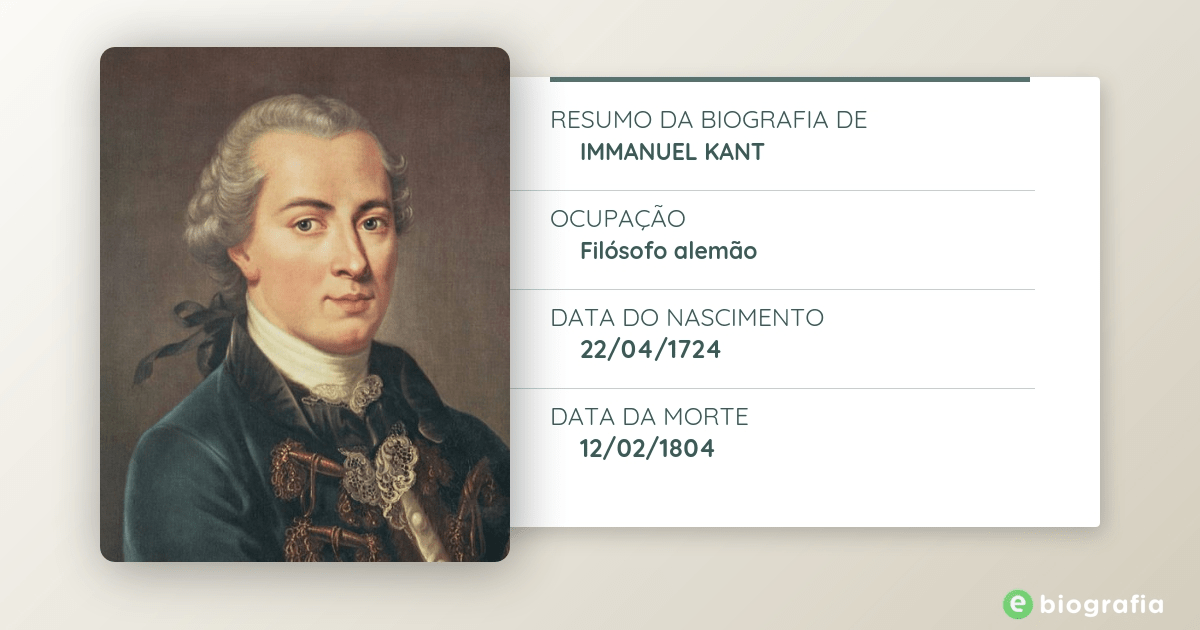 RESUMO DA BIOGRAFIA DE
IMMANUEL KANT
OCUPAÇÃO
Filósofo alemão
DATA DO NASCIMENTO
22/04/1724
DATA DA MORTE
12/02/1804
e biografia